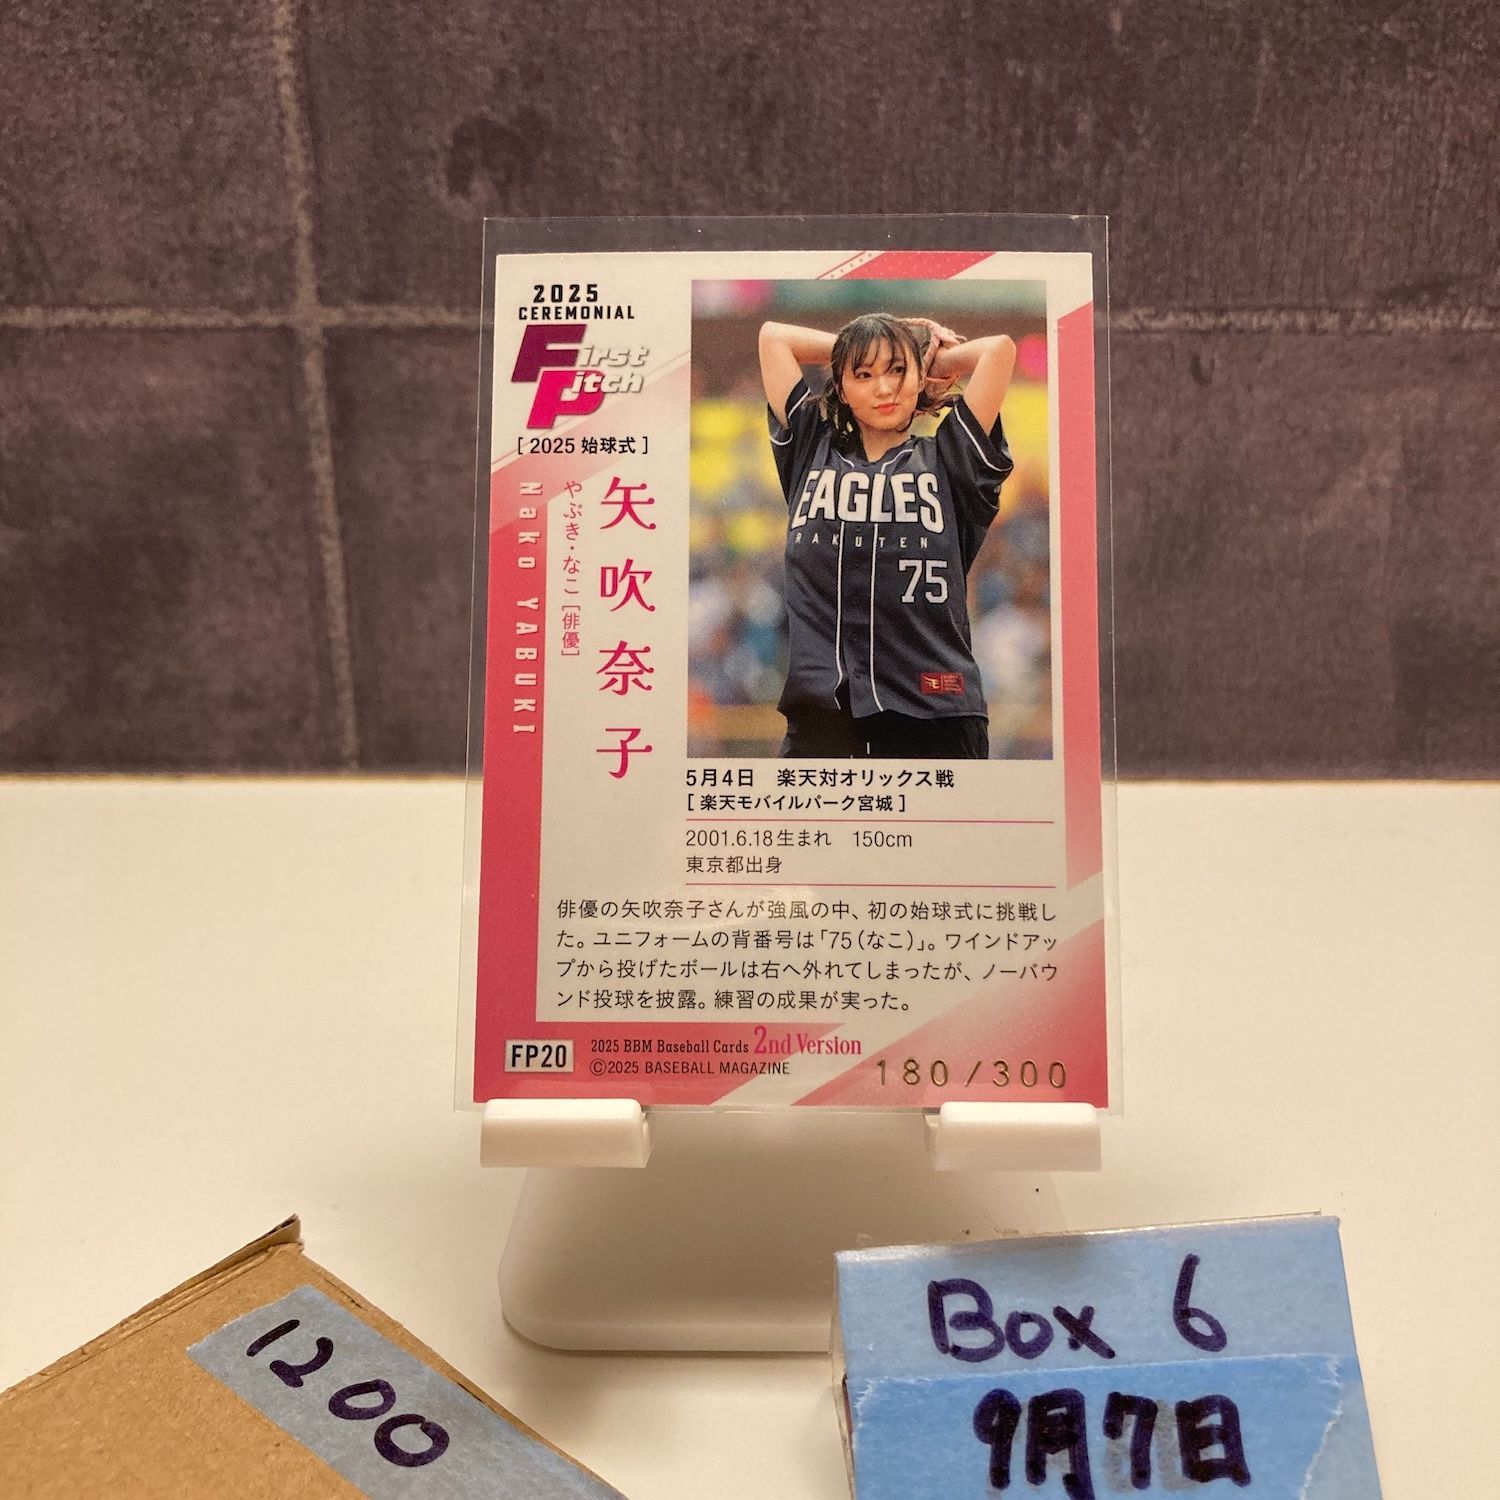 2025
CEREMONIAL
First
Pitch
[ 2025 始球式 ]
矢吹奈子
やぶき・なこ [俳優]
Nako YABUKI
EAGLES
RAKUTEN
75
5月4日　楽天対オリックス戦
[ 楽天モバイルパーク宮城 ]
2001.6.18生まれ　150cm
東京都出身
俳優の矢吹奈子さんが強風の中、初の始球式に挑戦し
た。ユニフォームの背番号は「75（なこ）」。ワインドアッ
プから投げたボールは右へ外れてしまったが、ノーバウ
ンド投球を披露。練習の成果が実った。
FP20
2025 BBM Baseball Cards 2nd Version
©2025 BASEBALL MAGAZINE
180/300
1200
Box 6
9月7日